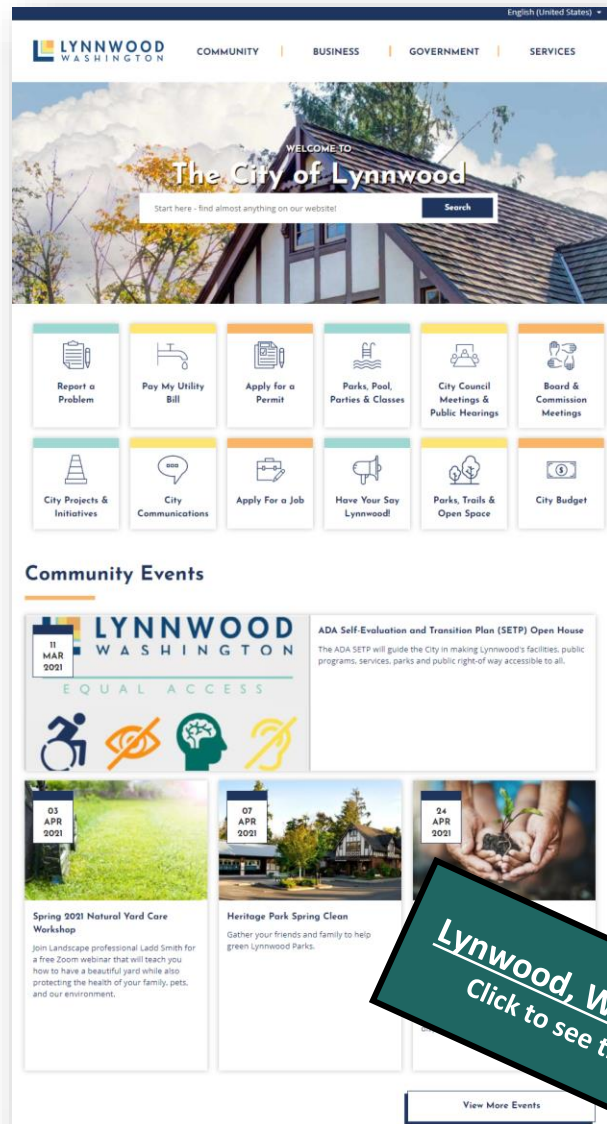 English (United States)
LYNNWOOD
WASHINGTON
COMMUNITY
BUSINESS
GOVERNMENT
SERVICES
WELCOME TO
The City of Lynnwood
Start here - find almost anything on our website!
Search
Report a
Problem
Pay My Utility
Bill
Apply for a
Permit
Parks, Pool,
Parties & Classes
City Council
Meetings &
Public Hearings
Board &
Commission
Meetings
City Projects &
Initiatives
City
Communications
Apply For a Job
Have Your Say
Lynnwood!
Parks, Trails &
Open Space
City Budget
Community Events
11
MAR
2021
LYNNWOOD
WASHINGTON
EQUAL ACCESS
ADA Self-Evaluation and Transition Plan (SETP) Open House
The ADA SETP will guide the City in making Lynnwood's facilities, public
programs, services, parks and public right-of way accessible to all.
03
APR
2021
Spring 2021 Natural Yard Care
Workshop
Join Landscape professional Ladd Smith for
a free Zoom webinar that will teach you
how to have a beautiful yard while also
protecting the health of your family, pets,
and our environment.
07
APR
2021
Heritage Park Spring Clean
Gather your friends and family to help
green Lynnwood Parks.
24
APR
2021
Lynwood, W
Click to see t
View More Events